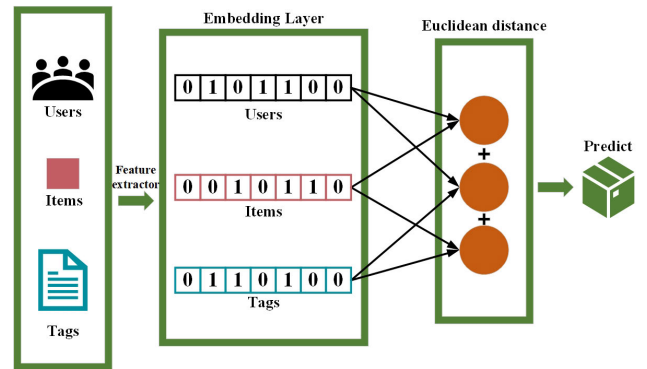 Embedding Layer
Euclidean distance
Users
Items
Tags
Feature
extractor
0 1 0 1 1 0 0
Users
0 0 1 0 1 1 0
Items
0 1 1 0 1 0 0
Tags
+
+
Predict